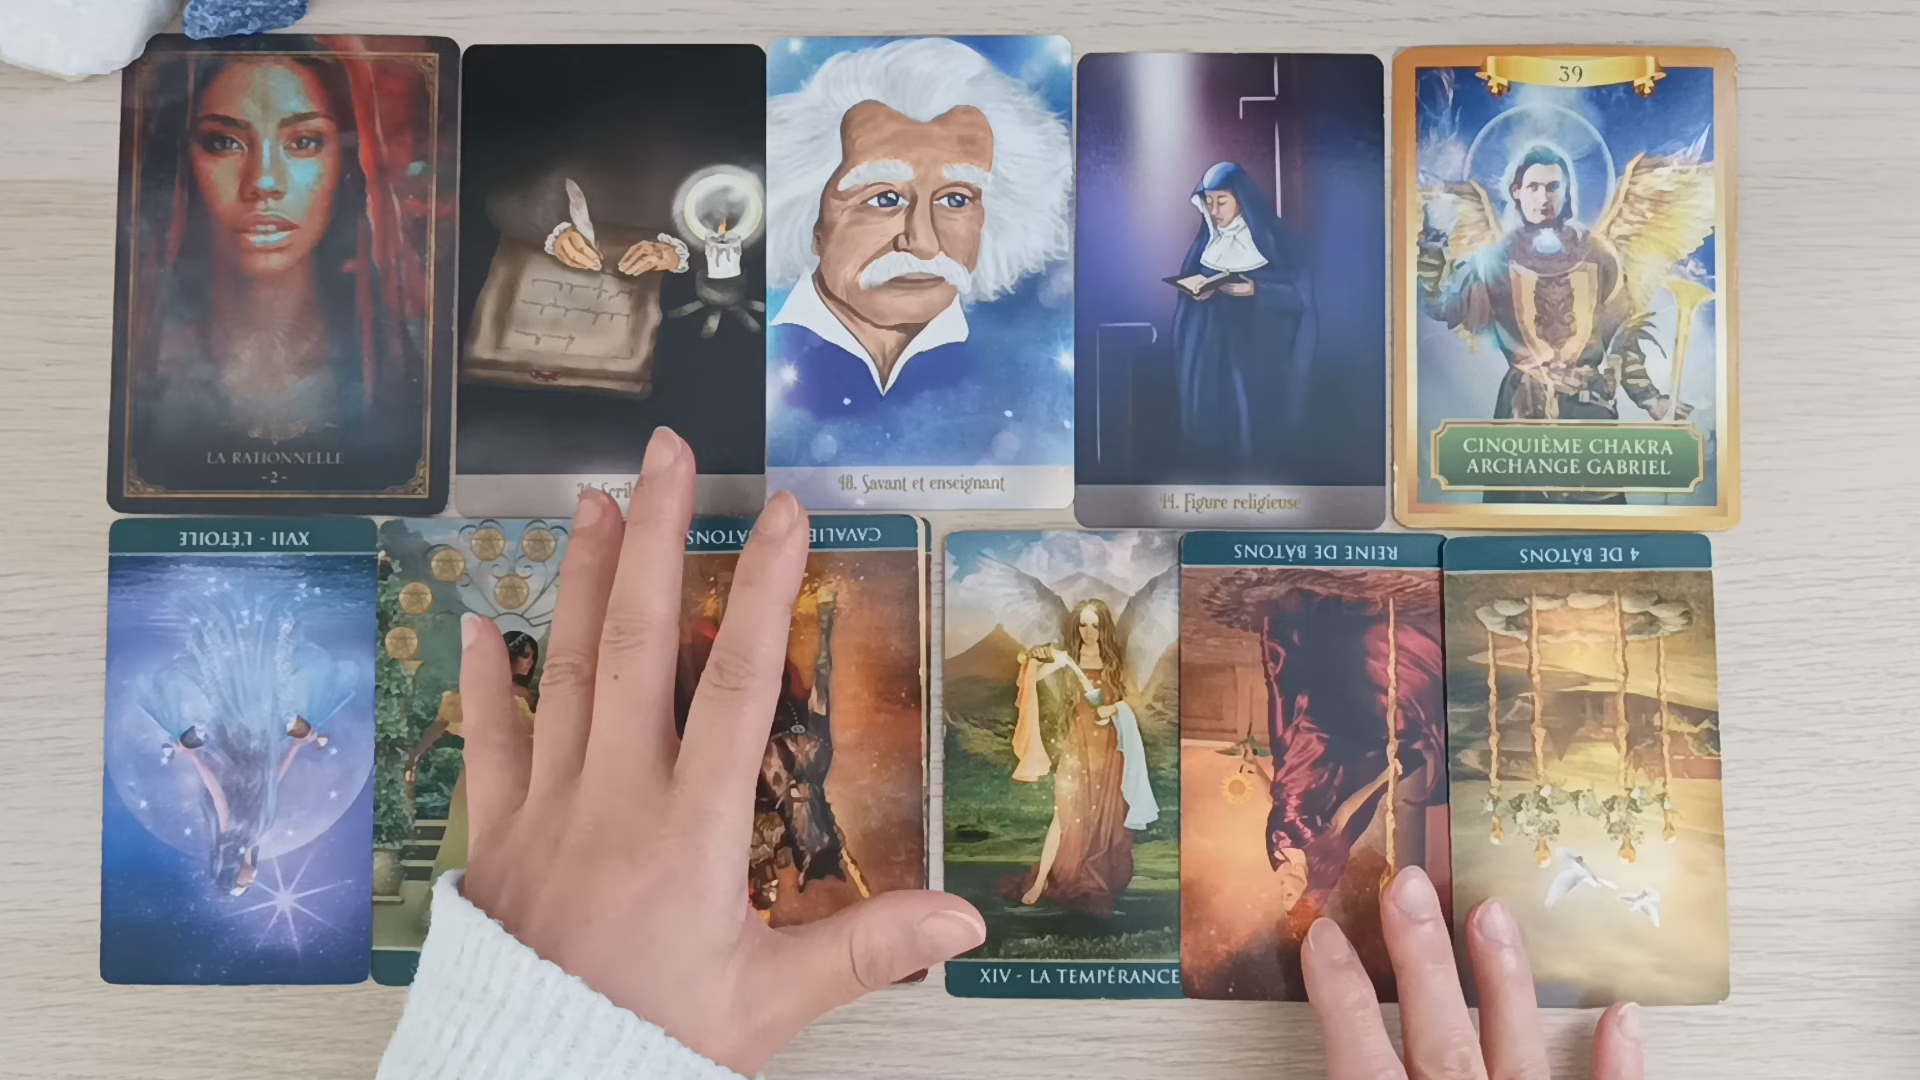 39
LA RATIONNELLE
-2-
48. Savant et enseignant
44. Figure religieuse
CINQUIÈME CHAKRA
ARCHANGE GABRIEL
XVII - L'ÉTOILE
REINE DE BÂTONS
4 DE BÂTONS
XIV - LA TEMPÉRANCE